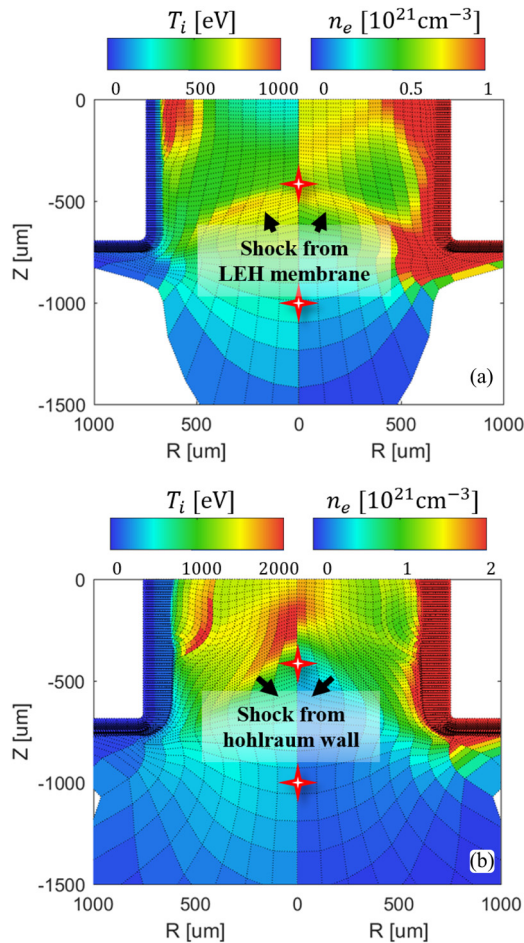 T_i [eV] n_e [10^21 cm^−3]
0 500 1000 0 0.5 1
0
-500
-1000
-1500
Z [um]
Shock from
LEH membrane
(a)
1000 500 0 500 1000
R [um] R [um]
T_i [eV] n_e [10^21 cm^−3]
0 1000 2000 0 1 2
0
-500
-1000
-1500
Z [um]
Shock from
hohlraum wall
(b)
1000 500 0 500 1000
R [um] R [um]